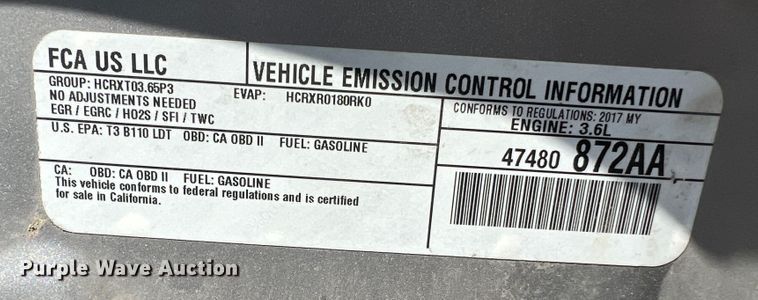 FCA US LLC
VEHICLE EMISSION CONTROL INFORMATION
GROUP: HCRXT03.65P3
EVAP: HCRXR0180RK0
NO ADJUSTMENTS NEEDED
EGR / EGRC / HO2S / SFI / TWC
CONFORMS TO REGULATIONS: 2017 MY
ENGINE: 3.6L
U.S. EPA: T3 B110 LDT OBD: CA OBD II FUEL: GASOLINE
47480 872AA
CA: OBD: CA OBD II FUEL: GASOLINE
This vehicle conforms to federal regulations and is certified
for sale in California.
Purple Wave Auction